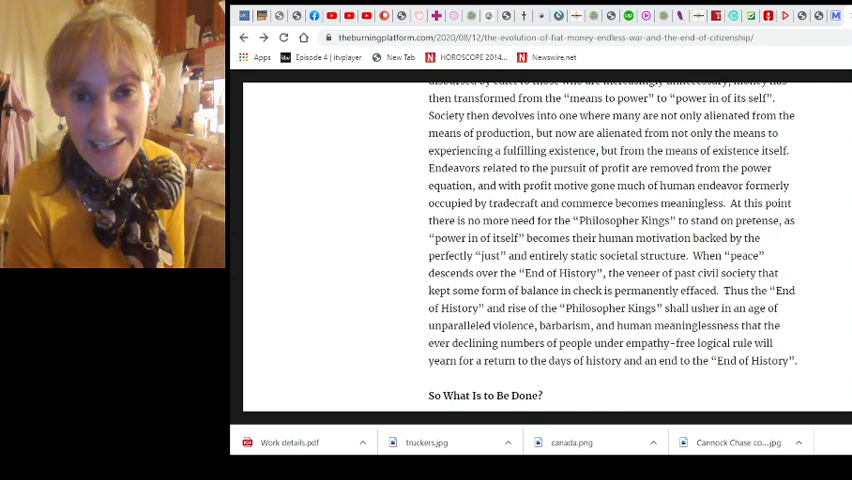 theburningplatform.com/2020/08/12/the-evolution-of-fiat-money-endless-war-and-the-end-of-citizenship/
Apps itv Episode 4 | itvplayer New Tab N HOROSCOPE 2014... N Newswire.net
disbursed by edict to those who are increasingly unnecessary, money has
then transformed from the “means to power” to “power in of its self”.
Society then devolves into one where many are not only alienated from the
means of production, but now are alienated from not only the means to
experiencing a fulfilling existence, but from the means of existence itself.
Endeavors related to the pursuit of profit are removed from the power
equation, and with profit motive gone much of human endeavor formerly
occupied by tradecraft and commerce becomes meaningless.  At this point
there is no more need for the “Philosopher Kings” to stand on pretense, as
“power in of itself” becomes their human motivation backed by the
perfectly “just” and entirely static societal structure.  When “peace”
descends over the “End of History”, the veneer of past civil society that
kept some form of balance in check is permanently effaced.  Thus the “End
of History” and rise of the “Philosopher Kings” shall usher in an age of
unparalleled violence, barbarism, and human meaninglessness that the
ever declining numbers of people under empathy-free logical rule will
yearn for a return to the days of history and an end to the “End of History”.
So What Is to Be Done?
Work details.pdf truckers.jpg canada.png Cannock Chase co....jpg